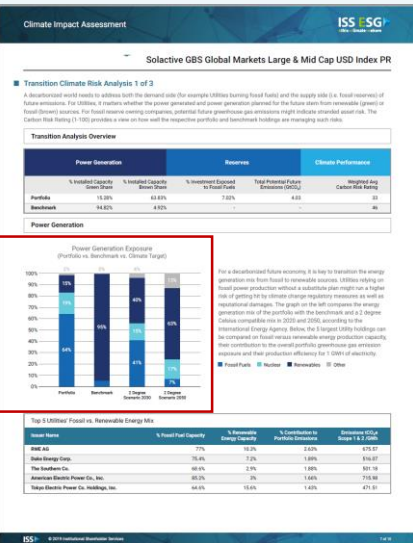 Climate Impact Assessment
ISS ESG
Solactive GBS Global Markets Large & Mid Cap USD Index PR
Transition Climate Risk Analysis 1 of 3
A decarbonized world needs to address both the demand side (for example Utilities burning fossil fuels) and the supply side (i.e. fossil reserves) of
future emissions. For Utilities, it matters whether the power generated and power generation planned for the future stem from renewable (green) or
fossil (brown) sources. For fossil reserve owning companies, potential future greenhouse gas emissions might indicate stranded asset risk. The
Carbon Risk Rating (1-100) provides a view on how well the respective portfolio and benchmark holdings are managing such risks.
Transition Analysis Overview
Power Generation Reserves Climate Performance
% Installed Capacity Green Share % Installed Capacity Brown Share % Investment Exposed to Fossil Fuels Total Potential Future Emissions (GtCO₂) Weighted Avg Carbon Risk Rating
Portfolio 63.83% 7.02% 33
Benchmark 94.82% 4.92% - - 46
Power Generation
Power Generation Exposure
(Portfolio vs. Benchmark vs. Climate Target)
100%
90%
80%
70%
60%
50%
40%
30%
20%
10%
0%
15%
64%
95%
41%
7%
Portfolio Benchmark 2 Degree Scenario 2030 2 Degree Scenario 2050
For a decarbonized future economy, it is key to transition the energy
generation mix from fossil to renewable sources. Utilities relying on
fossil power production without a substitute plan might run a higher
risk of getting hit by climate change regulatory measures as well as
reputational damages. The graph on the left compares the energy
generation mix of the portfolio with the benchmark and a 2 degree
Celsius compatible mix in 2030 and 2050, according to the
International Energy Agency. Below, the 5 largest Utility holdings can
be compared on fossil versus renewable energy production capacity,
their contribution to the overall portfolio greenhouse gas emission
exposure and their production efficiency for 1 GWH of electricity.
Fossil Fuels Nuclear Renewables Other
Top 5 Utilities' Fossil vs. Renewable Energy Mix
Issuer Name % Fossil Fuel Capacity % Renewable Energy Capacity % Contribution to Portfolio Emissions Emissions tCO₂e Scope 1 & 2 /GWh
RWE AG 77% 2.63% 675.57
Duke Energy Corp. 75.4% 7.2% 1.89% 516.07
The Southern Co. 68.6% 2.9% 1.88% 501.18
American Electric Power Co., Inc. 85.2% 3% 1.66% 715.98
Tokyo Electric Power Co. Holdings, Inc. 64.6% 15.6% 1.43% 471.51
ISS
© 2019 Institutional Shareholder Services